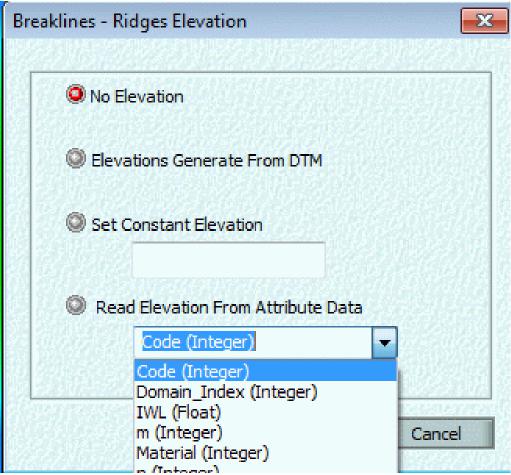 Breaklines - Ridges Elevation
No Elevation
Elevations Generate From DTM
Set Constant Elevation
Read Elevation From Attribute Data
Code (Integer)
Code (Integer)
Domain_Index (Integer)
IWL (Float)
m (Integer)
Material (Integer)
n (Integer)
Cancel